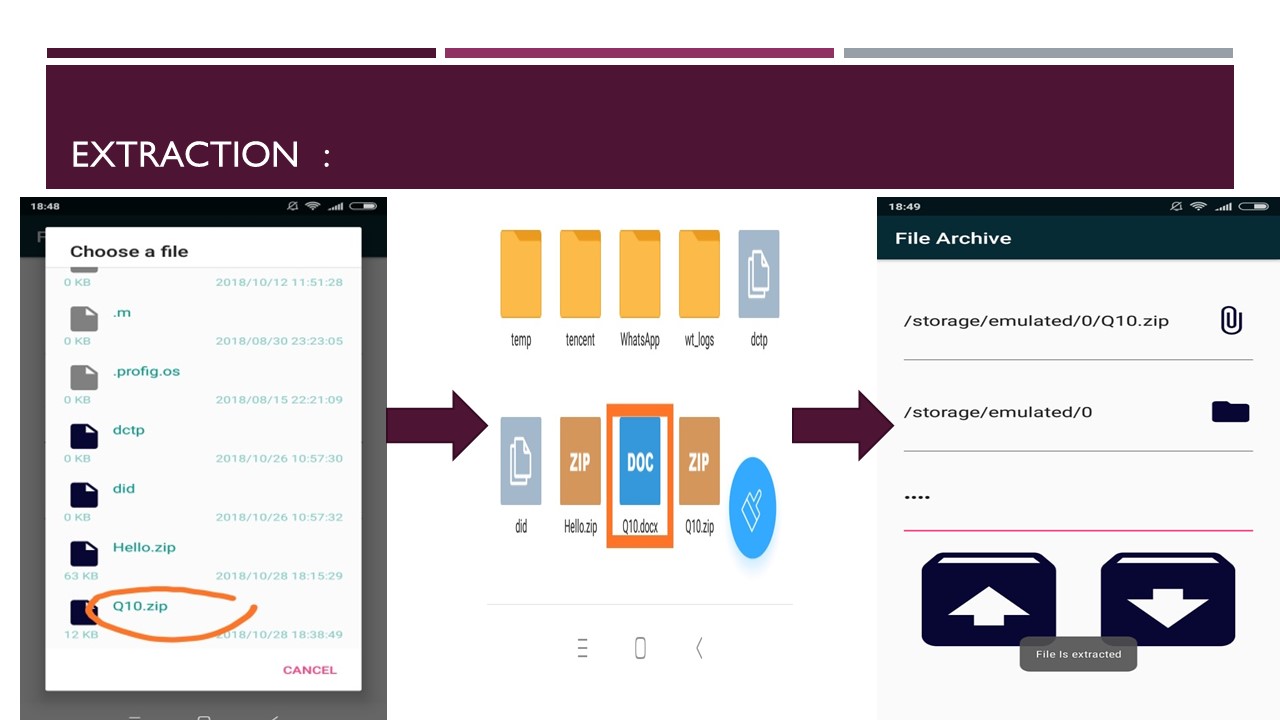 EXTRACTION :
18:48
F
Choose a file
0 KB 2018/10/12 11:51:28
.m
0 KB 2018/08/30 23:23:05
.profig.os
0 KB 2018/08/15 22:21:09
dctp
0 KB 2018/10/26 10:57:30
did
0 KB 2018/10/26 10:57:32
Hello.zip
63 KB 2018/10/28 18:15:29
Q10.zip
12 KB 2018/10/28 18:38:49
CANCEL
temp tencent WhatsApp wt_logs dctp
ZIP DOC ZIP
did Hello.zip Q10.docx Q10.zip
18:49
File Archive
/storage/emulated/0/Q10.zip
/storage/emulated/0
....
File Is extracted